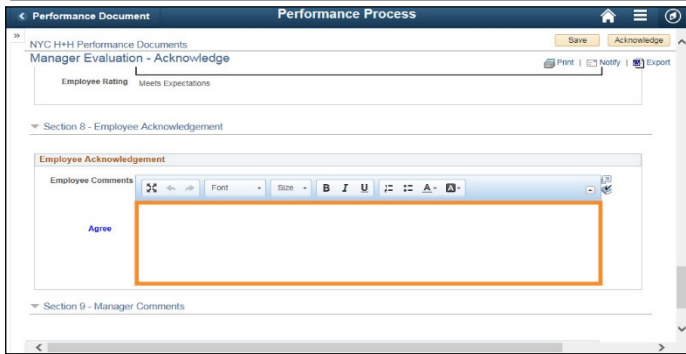 Performance Document
Performance Process
»
NYC H+H Performance Documents
Save
Acknowledge
Manager Evaluation - Acknowledge
Print | Notify | Export
Employee Rating Meets Expectations
Section 8 - Employee Acknowledgement
Employee Acknowledgement
Employee Comments
Font Size B I U A A
Agree
Section 9 - Manager Comments